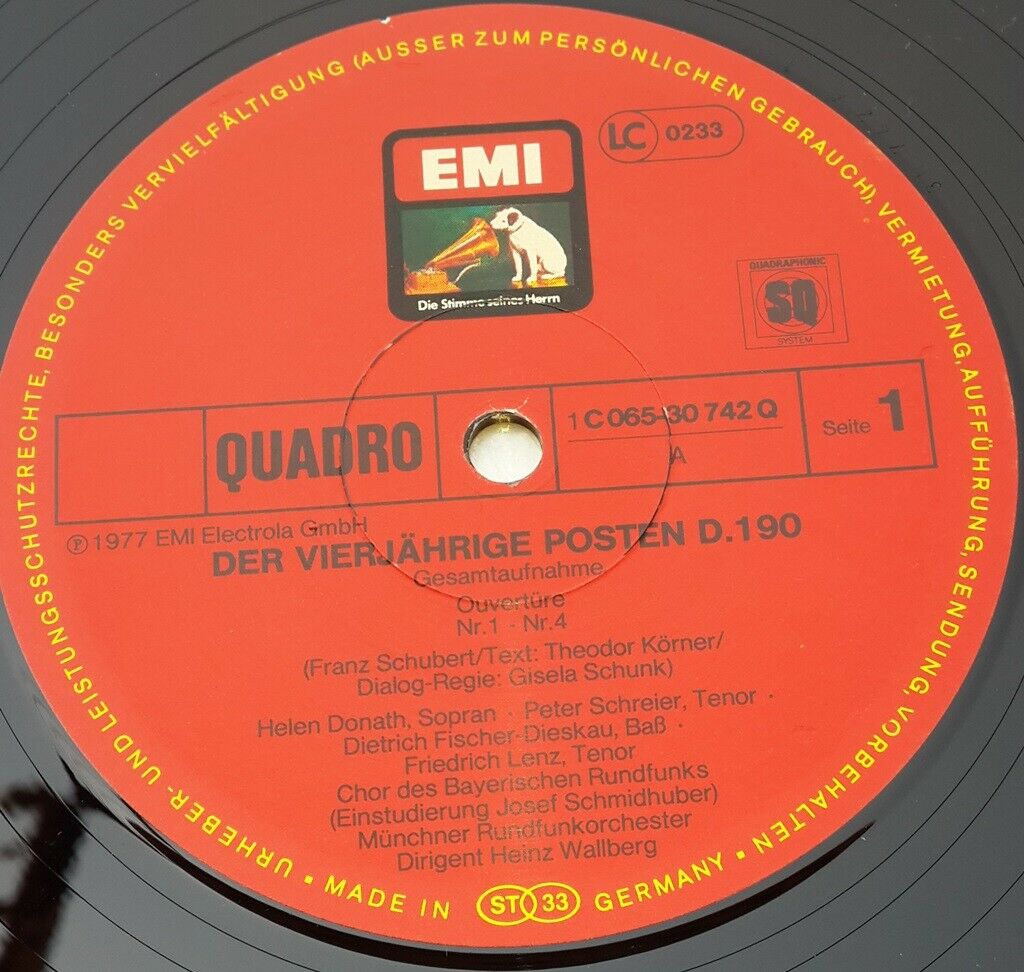 URHEBER- UND LEISTUNGSSCHUTZRECHTE, BESONDERS VERVIELFÄLTIGUNG (AUSSER ZUM PERSÖNLICHEN GEBRAUCH), VERMIETUNG, AUFFÜHRUNG, SENDUNG, VORBEHALTEN ▪
EMI
Die Stimme seines Herrn
LC 0233
QUADRAPHONIC
SQ
SYSTEM
QUADRO
1 C 065-30 742 Q
A
Seite 1
Ⓟ 1977 EMI Electrola GmbH
DER VIERJÄHRIGE POSTEN D.190
Gesamtaufnahme
Ouvertüre
Nr.1 - Nr.4
(Franz Schubert/Text: Theodor Körner/
Dialog-Regie: Gisela Schunk)
Helen Donath, Sopran · Peter Schreier, Tenor ·
Dietrich Fischer-Dieskau, Baß ·
Friedrich Lenz, Tenor
Chor des Bayerischen Rundfunks
(Einstudierung Josef Schmidhuber)
Münchner Rundfunkorchester
Dirigent Heinz Wallberg
▪ MADE IN ST 33 GERMANY ▪